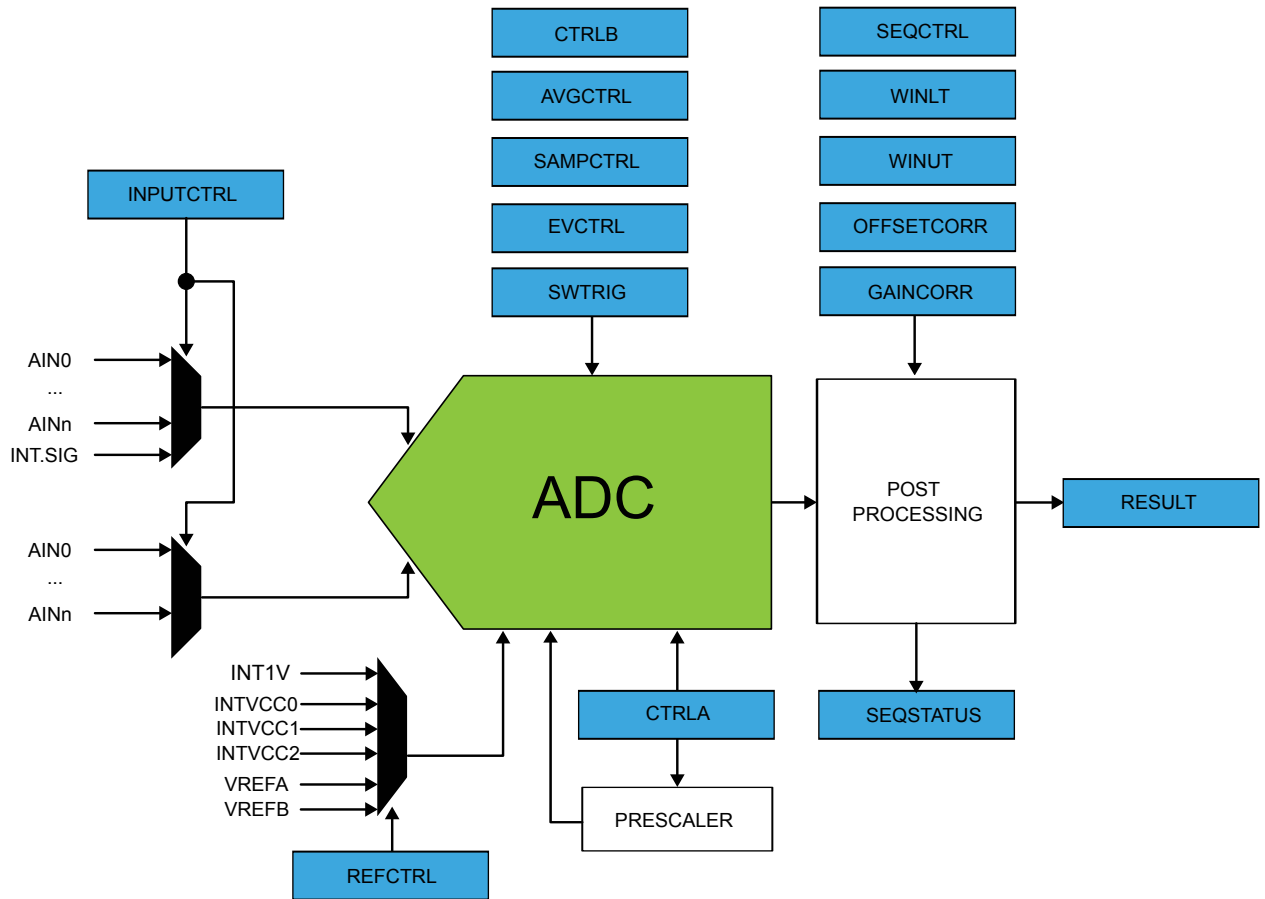 CTRLB
SEQCTRL
AVGCTRL
WINLT
SAMPCTRL
WINUT
INPUTCTRL
EVCTRL
OFFSETCORR
SWTRIG
GAINCORR
AIN0
...
AINn
INT.SIG
ADC
POST
PROCESSING
RESULT
AIN0
...
AINn
INT1V
INTVCC0
INTVCC1
INTVCC2
VREFA
VREFB
CTRLA
SEQSTATUS
PRESCALER
REFCTRL